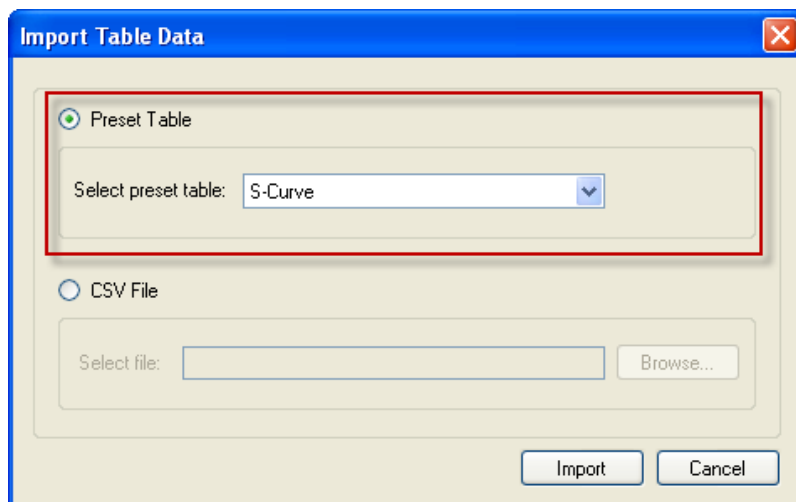 Import Table Data
Preset Table
Select preset table: S-Curve
CSV File
Select file: Browse...
Import Cancel